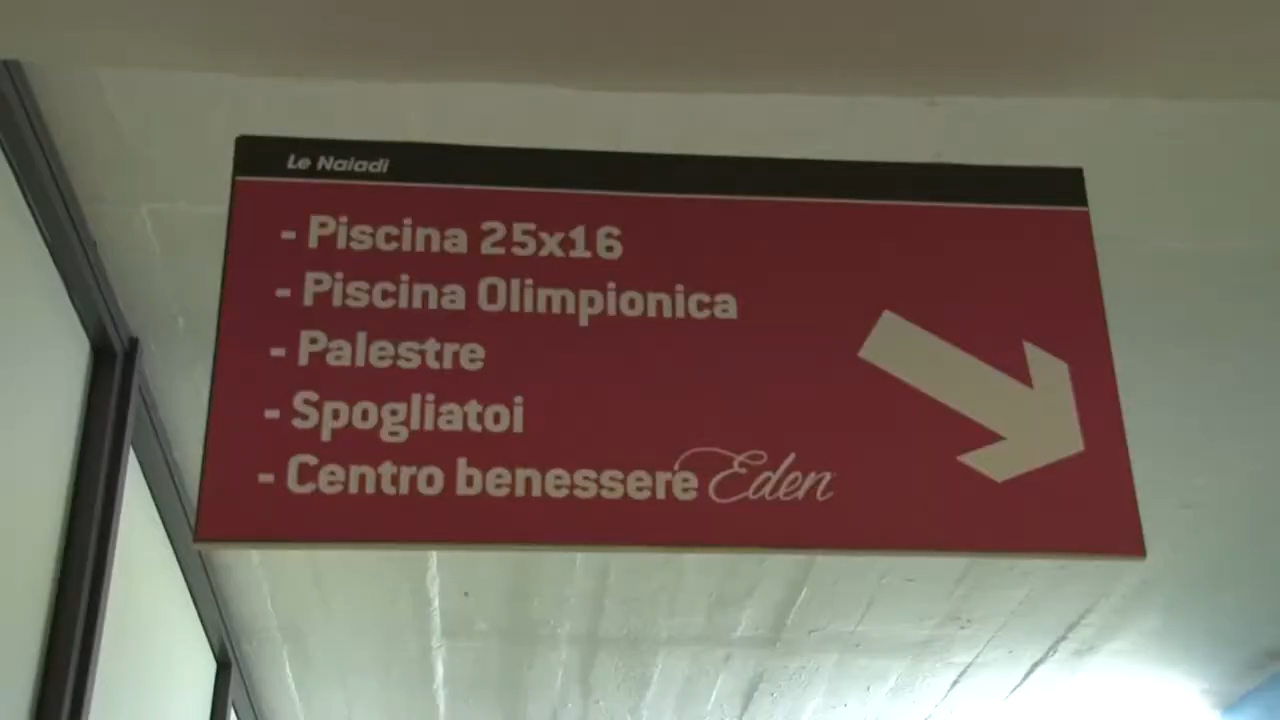 Le Naiadi
- Piscina 25x16
- Piscina Olimpionica
- Palestre
- Spogliatoi
- Centro benessere Eden